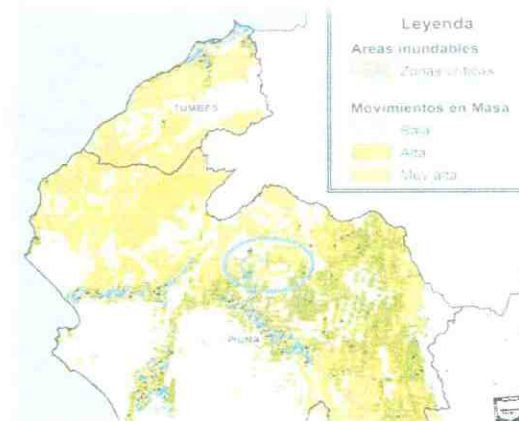 Leyenda
Areas inundables
Zonas críticas
Movimientos en Masa
Baja
Alta
Muy alta
TUMBES
PIURA